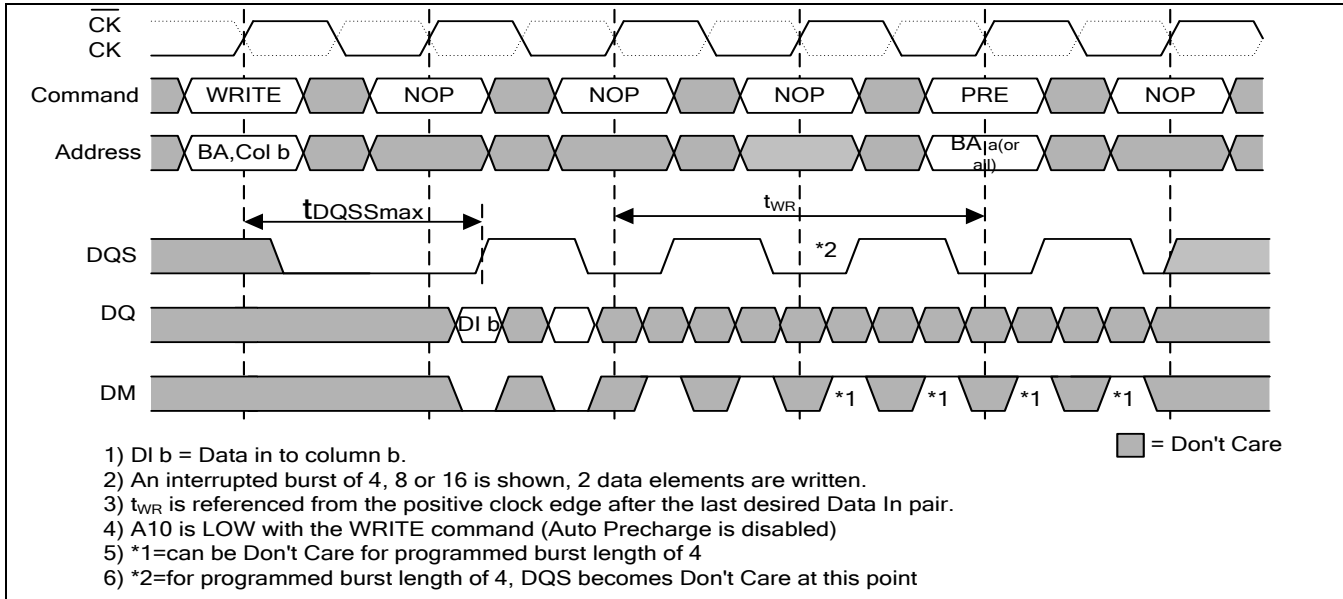 CK
CK
Command WRITE NOP NOP NOP PRE NOP
Address BA,Col b BA a(or
all)
tDQSSmax tWR
DQS *2
DQ DI b
DM *1 *1 *1 *1
= Don't Care
1) DI b = Data in to column b.
2) An interrupted burst of 4, 8 or 16 is shown, 2 data elements are written.
3) tWR is referenced from the positive clock edge after the last desired Data In pair.
4) A10 is LOW with the WRITE command (Auto Precharge is disabled)
5) *1=can be Don't Care for programmed burst length of 4
6) *2=for programmed burst length of 4, DQS becomes Don't Care at this point